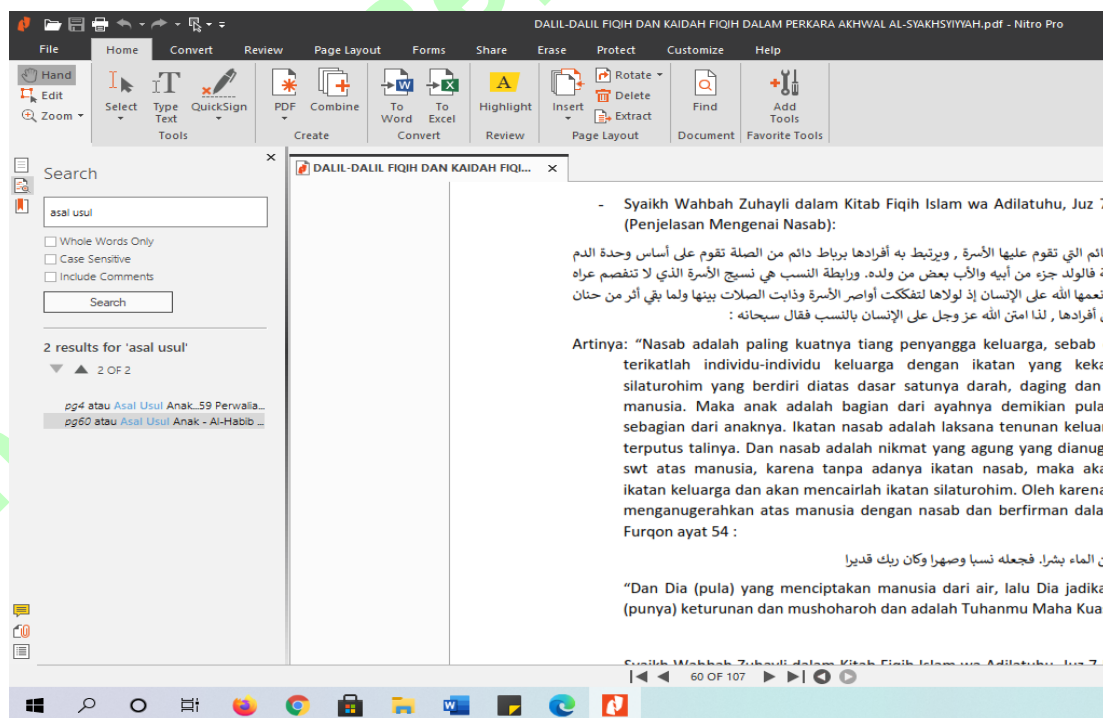 DALIL-DALIL FIQIH DAN KAIDAH FIQIH DALAM PERKARA AKHWAL AL-SYAKHSYIYYAH.pdf - Nitro Pro
File Home Convert Review Page Layout Forms Share Erase Protect Customize Help
Hand
Edit
Zoom
Select
Type Text
QuickSign
Tools
PDF
Combine
Create
To Word
To Excel
Convert
Highlight
Review
Insert
Rotate
Delete
Extract
Page Layout
Find
Document
Add Tools
Favorite Tools
Search
asal usul
Whole Words Only
Case Sensitive
Include Comments
Search
2 results for 'asal usul'
2 OF 2
pg4 atau Asal Usul Anak...59 Perwalia...
pg60 atau Asal Usul Anak - Al-Habib ...
DALIL-DALIL FIQIH DAN KAIDAH FIQI...
- Syaikh Wahbah Zuhayli dalam Kitab Fiqih Islam wa Adilatuhu, Juz 7
(Penjelasan Mengenai Nasab):
ائم التي تقوم عليها الأسرة , ويرتبط به أفرادها برباط دائم من الصلة تقوم على أساس وحدة الدم
ة فالولد جزء من أبيه والأب بعض من ولده. ورابطة النسب هي نسيج الأسرة الذي لا تنفصم عراه
نعمها الله على الإنسان إذ لولاها لتفككت أواصر الأسرة وذابت الصلات بينها ولما بقي أثر من حنان
ن أفرادها , لذا امتن الله عز وجل على الإنسان بالنسب فقال سبحانه :
Artinya: “Nasab adalah paling kuatnya tiang penyangga keluarga, sebab
terikatlah individu-individu keluarga dengan ikatan yang keka
silaturohim yang berdiri diatas dasar satunya darah, daging dan
manusia. Maka anak adalah bagian dari ayahnya demikian pula
sebagian dari anaknya. Ikatan nasab adalah laksana tenunan keluar
terputus talinya. Dan nasab adalah nikmat yang agung yang dianug
swt atas manusia, karena tanpa adanya ikatan nasab, maka aka
ikatan keluarga dan akan mencairlah ikatan silaturohim. Oleh karena
menganugerahkan atas manusia dengan nasab dan berfirman dala
Furqon ayat 54 :
ن الماء بشرا. فجعله نسبا وصهرا وكان ربك قديرا
“Dan Dia (pula) yang menciptakan manusia dari air, lalu Dia jadika
(punya) keturunan dan mushoharoh dan adalah Tuhanmu Maha Kua
Syaikh Wahbah Zuhayli dalam Kitab Fiqih Islam wa Adilatuhu, Juz 7
60 OF 107